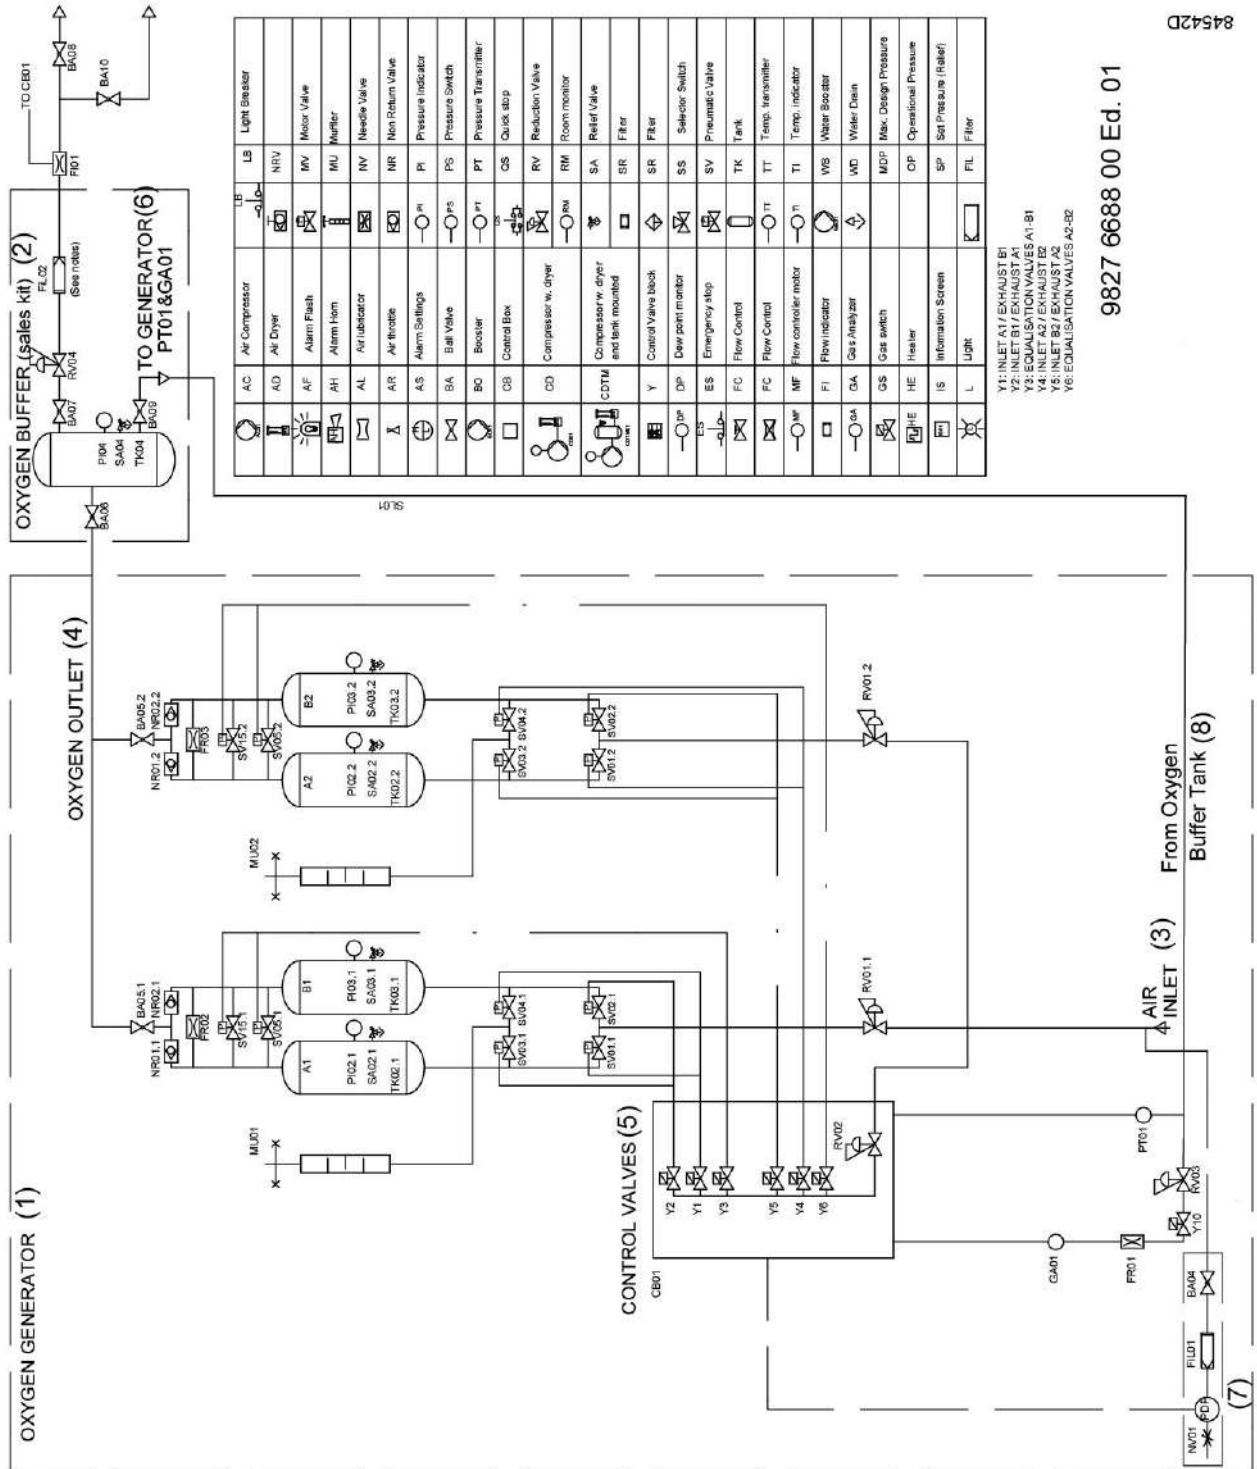 OXYGEN GENERATOR (1)
OXYGEN OUTLET (4)
OXYGEN BUFFER (sales kit) (2)
BA06
PI04
SA04
TK04
BA07
RV04
FIL02
(See notes)
BA09
TO GENERATOR(6)
PT01&GA01
FI01
TO CB01
BA08
BA10
SIL01
BA05.1
NR01.1
NR02.1
FR02
SV15.1
SV05.1
A1
PI02.1
SA02.1
TK02.1
B1
PI03.1
SA03.1
TK03.1
MU01
SV03.1
SV04.1
SV01.1
SV02.1
BA05.2
NR01.2
NR02.2
FR03
SV15.2
SV05.2
A2
PI02.2
SA02.2
TK02.2
B2
PI03.2
SA03.2
TK03.2
MU02
SV03.2
SV04.2
SV01.2
SV02.2
CONTROL VALVES (5)
CB01
Y2
Y1
Y3
Y5
Y4
Y6
RV02
RV01.1
RV01.2
AIR
INLET (3)
From Oxygen
Buffer Tank (8)
GA01
FR01
PT01
Y10
RV03
NV01
PDP
FIL01
BA04
(7)
AC Air Compressor LB LB Light Breaker
AD Air Dryer NRV
AF Alarm Flash MV Motor Valve
AH Alarm Horn MU Muffler
AL Air lubricator NV Needle Valve
AR Air throttle NR Non Return Valve
AS Alarm Settings PI PI Pressure Indicator
BA Ball Valve PS PS Pressure Switch
BO Booster PT PT Pressure Transmitter
CB Control Box QS Quick stop
CD Compressor w. dryer RV Reduction Valve
RM RM Room monitor
CDTM Compressor w. dryer and tank mounted SA Relief Valve
SR Filter
Y Control Valve block SR Filter
DP DP Dew point monitor SS Selector Switch
ES ES Emergency stop SV Pneumatic Valve
FC Flow Control TK Tank
FC Flow Control TT TT Temp. transmitter
MF MF Flow controller motor TI TI Temp. indicator
FI Flow indicator WB Water Booster
GA GA Gas Analyzer WD Water Drain
GS Gas switch MDP Max. Design Pressure
HE HE Heater OP Operational Pressure
IS Information Screen SP Set Pressure (Relief)
L Light FIL Filter
Y1: INLET A1 / EXHAUST B1
Y2: INLET B1 / EXHAUST A1
Y3: EQUALISATION VALVES A1-B1
Y4: INLET A2 / EXHAUST B2
Y5: INLET B2 / EXHAUST A2
Y6: EQUALISATION VALVES A2-B2
9827 6688 00 Ed. 01
84542D